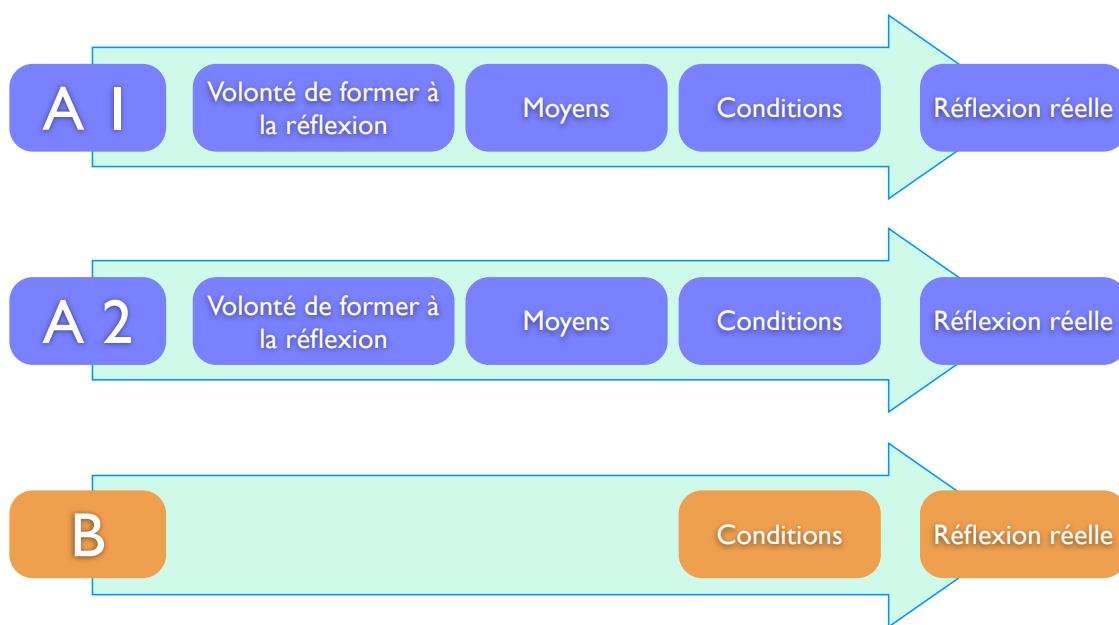 A 1
Volonté de former à
la réflexion
Moyens
Conditions
Réflexion réelle
A 2
Volonté de former à
la réflexion
Moyens
Conditions
Réflexion réelle
B
Conditions
Réflexion réelle